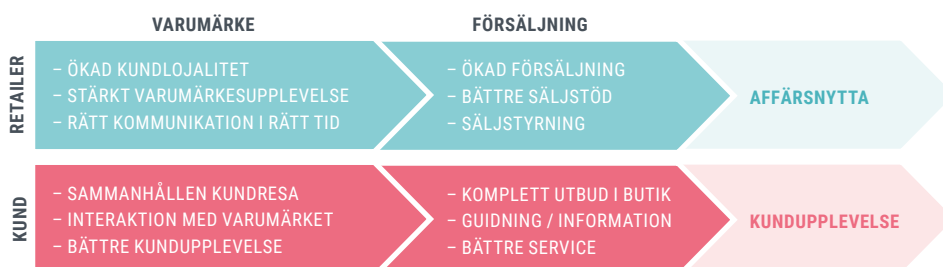 VARUMÄRKE
FÖRSÄLJNING
RETAILER
– ÖKAD KUNDLOJALITET
– STÄRKT VARUMÄRKESUPPLEVELSE
– RÄTT KOMMUNIKATION I RÄTT TID
– ÖKAD FÖRSÄLJNING
– BÄTTRE SÄLJSTÖD
– SÄLJSTYRNING
AFFÄRSNYTTA
KUND
– SAMMANHÅLLEN KUNDRESA
– INTERAKTION MED VARUMÄRKET
– BÄTTRE KUNDUPPLEVELSE
– KOMPLETT UTBUD I BUTIK
– GUIDNING / INFORMATION
– BÄTTRE SERVICE
KUNDUPPLEVELSE